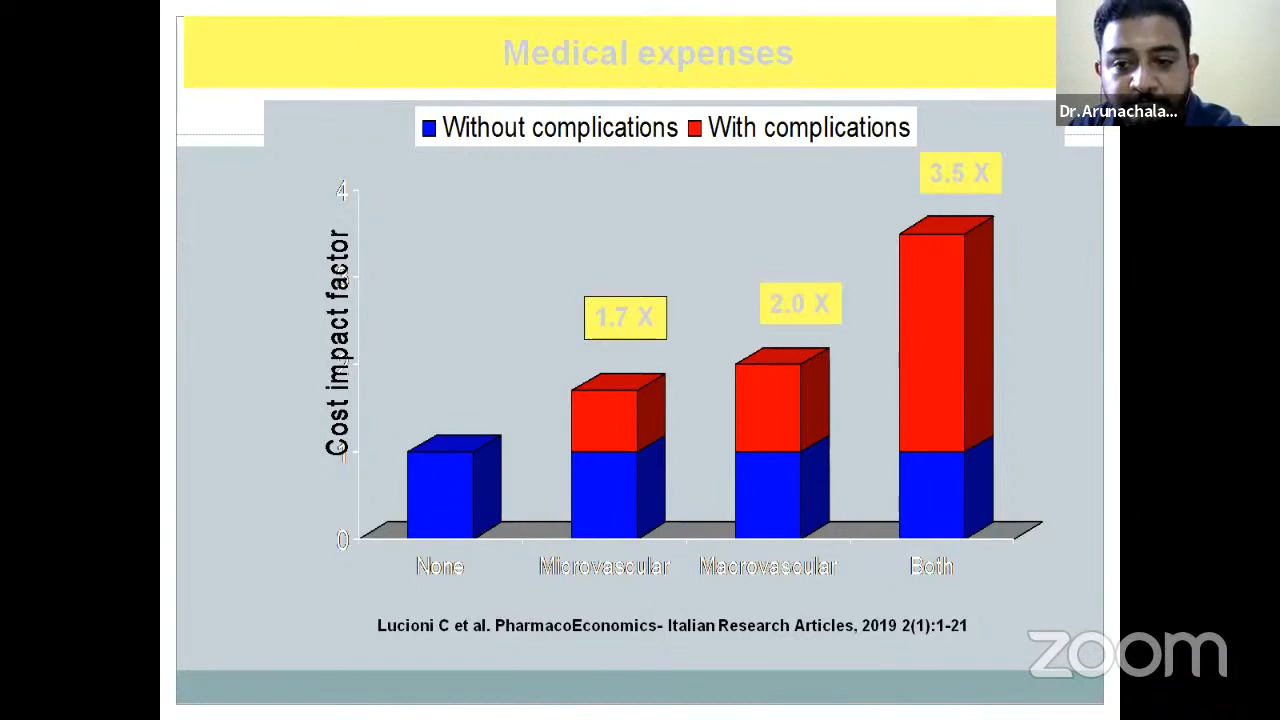 Medical expenses
Dr.Arunachala...
Without complications With complications
3.5 X
4
2.0 X
1.7 X
Cost impact factor
0
None Microvascular Macrovascular Both
Lucioni C et al. PharmacoEconomics- Italian Research Articles, 2019 2(1):1-21
zoom